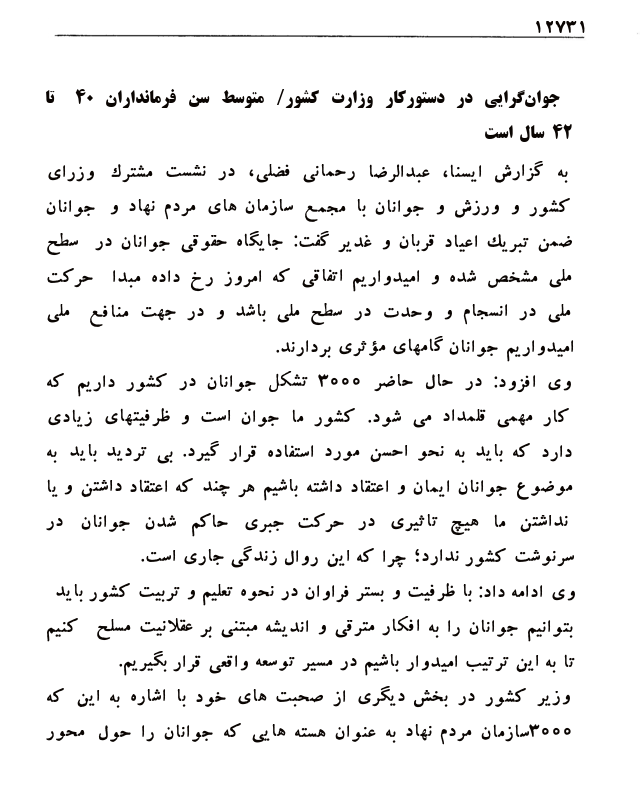 ۱۲۷۳۱
جوان‌گرایی در دستورکار وزارت کشور/ متوسط سن فرمانداران ۴۰ تا
۴۲ سال است
به گزارش ایسنا، عبدالرضا رحمانی فضلی، در نشست مشترك وزرای
کشور و ورزش و جوانان با مجمع سازمان های مردم نهاد و جوانان
ضمن تبریك اعیاد قربان و غدیر گفت: جایگاه حقوقی جوانان در سطح
ملی مشخص شده و امیدواریم اتفاقی که امروز رخ داده مبدا حرکت
ملی در انسجام و وحدت در سطح ملی باشد و در جهت منافع ملی
امیدواریم جوانان گامهای مؤثری بردارند.
وی افزود: در حال حاضر ۳۰۰۰ تشکل جوانان در کشور داریم که
کار مهمی قلمداد می شود. کشور ما جوان است و ظرفیتهای زیادی
دارد که باید به نحو احسن مورد استفاده قرار گیرد. بی تردید باید به
موضوع جوانان ایمان و اعتقاد داشته باشیم هر چند که اعتقاد داشتن و یا
نداشتن ما هیچ تاثیری در حرکت جبری حاکم شدن جوانان در
سرنوشت کشور ندارد؛ چرا که این روال زندگی جاری است.
وی ادامه داد: با ظرفیت و بستر فراوان در نحوه تعلیم و تربیت کشور باید
بتوانیم جوانان را به افکار مترقی و اندیشه مبتنی بر عقلانیت مسلح کنیم
تا به این ترتیب امیدوار باشیم در مسیر توسعه واقعی قرار بگیریم.
وزیر کشور در بخش دیگری از صحبت های خود با اشاره به این که
۳۰۰۰سازمان مردم نهاد به عنوان هسته هایی که جوانان را حول محور